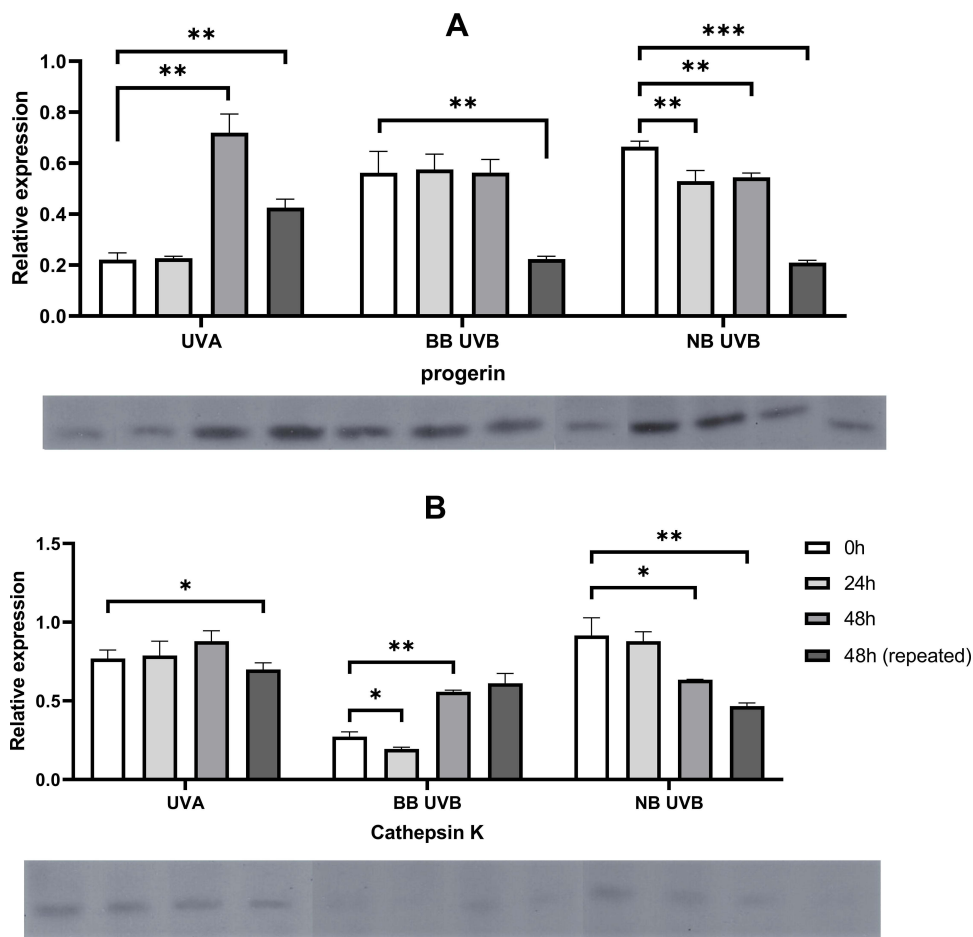 A
Relative expression
1.0
0.8
0.6
0.4
0.2
0.0
**
**
**
***
**
**
UVA
BB UVB
NB UVB
progerin
B
Relative expression
1.5
1.0
0.5
0.0
*
**
*
**
*
UVA
BB UVB
NB UVB
Cathepsin K
0h
24h
48h
48h (repeated)